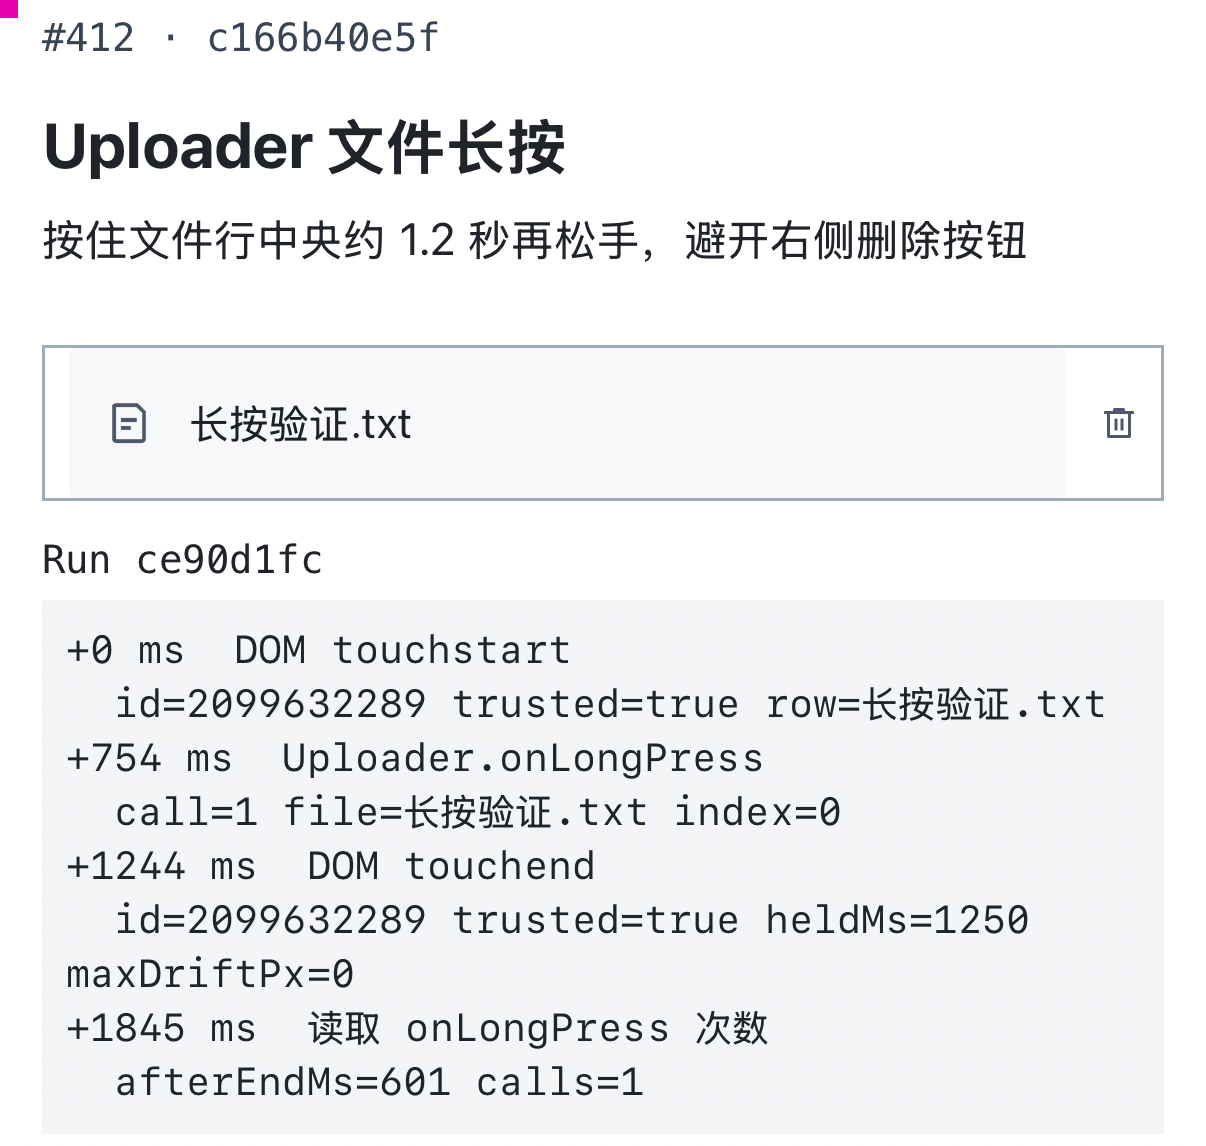 #412 · c166b40e5f
Uploader 文件长按
按住文件行中央约 1.2 秒再松手，避开右侧删除按钮
长按验证.txt
Run ce90d1fc
+0 ms  DOM touchstart
  id=2099632289 trusted=true row=长按验证.txt
+754 ms  Uploader.onLongPress
  call=1 file=长按验证.txt index=0
+1244 ms  DOM touchend
  id=2099632289 trusted=true heldMs=1250
maxDriftPx=0
+1845 ms  读取 onLongPress 次数
  afterEndMs=601 calls=1